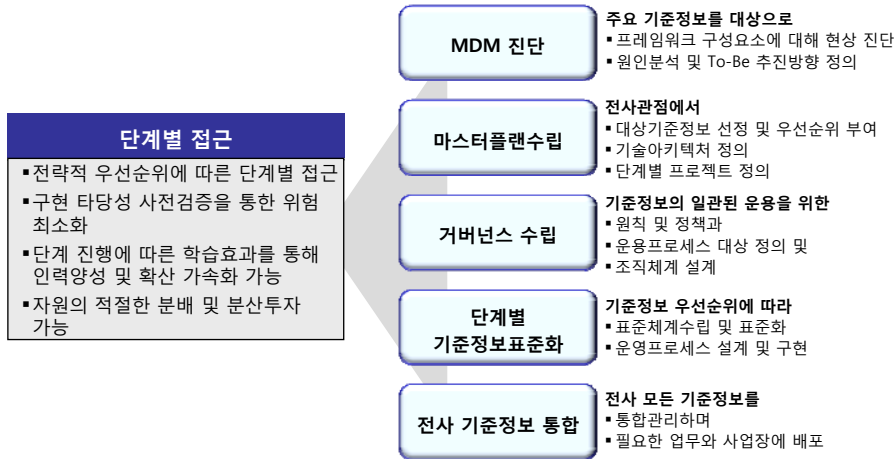 단계별 접근
▪전략적 우선순위에 따른 단계별 접근
▪구현 타당성 사전검증을 통한 위험
최소화
▪단계 진행에 따른 학습효과를 통해
인력양성 및 확산 가속화 가능
▪자원의 적절한 분배 및 분산투자
가능
MDM 진단
주요 기준정보를 대상으로
▪프레임워크 구성요소에 대해 현상 진단
▪원인분석 및 To-Be 추진방향 정의
마스터플랜수립
전사관점에서
▪대상기준정보 선정 및 우선순위 부여
▪기술아키텍처 정의
▪단계별 프로젝트 정의
거버넌스 수립
기준정보의 일관된 운용을 위한
▪원칙 및 정책과
▪운용프로세스 대상 정의 및
▪조직체계 설계
단계별
기준정보표준화
기준정보 우선순위에 따라
▪표준체계수립 및 표준화
▪운영프로세스 설계 및 구현
전사 기준정보 통합
전사 모든 기준정보를
▪통합관리하며
▪필요한 업무와 사업장에 배포